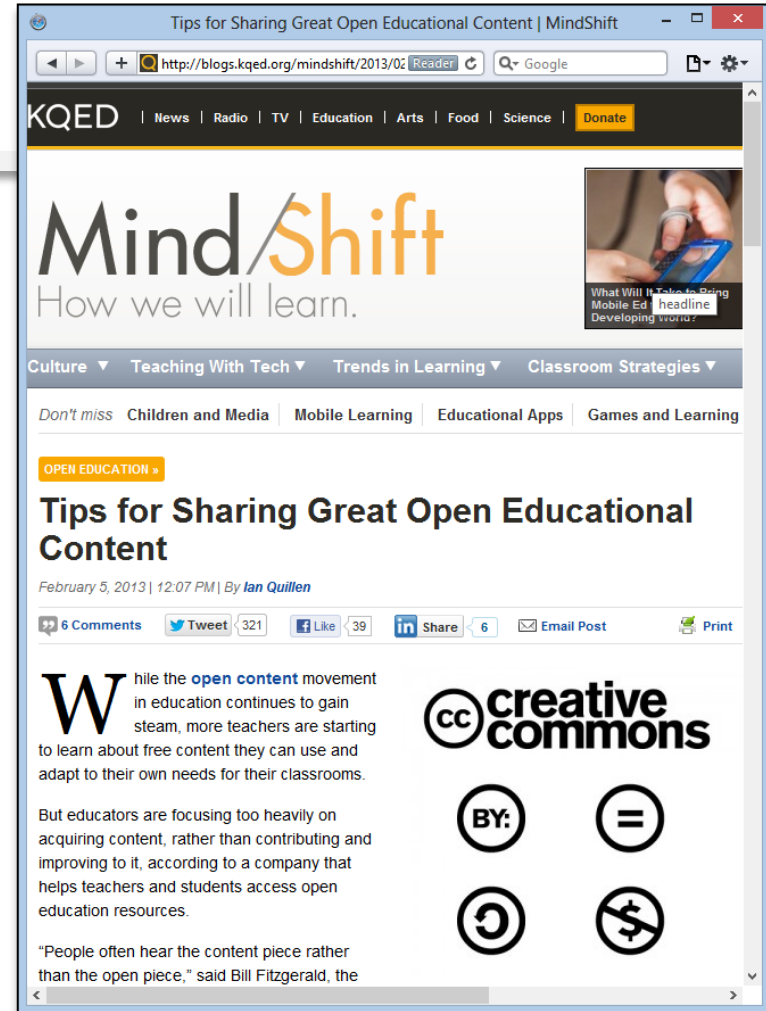 Tips for Sharing Great Open Educational Content | MindShift
http://blogs.kqed.org/mindshift/2013/02 Reader Google
KQED | News | Radio | TV | Education | Arts | Food | Science | Donate
Mind/Shift
How we will learn.
What Will It Take to Bring
Mobile Ed
Developing World?
headline
Culture ▼ Teaching With Tech ▼ Trends in Learning ▼ Classroom Strategies ▼
Don't miss Children and Media Mobile Learning Educational Apps Games and Learning
OPEN EDUCATION »
Tips for Sharing Great Open Educational
Content
February 5, 2013 | 12:07 PM | By Ian Quillen
6 Comments Tweet 321 Like 39 in Share 6 Email Post Print
While the open content movement
in education continues to gain
steam, more teachers are starting
to learn about free content they can use and
adapt to their own needs for their classrooms.
But educators are focusing too heavily on
acquiring content, rather than contributing and
improving to it, according to a company that
helps teachers and students access open
education resources.
“People often hear the content piece rather
than the open piece,” said Bill Fitzgerald, the
cc creative
commons
BY: =
$